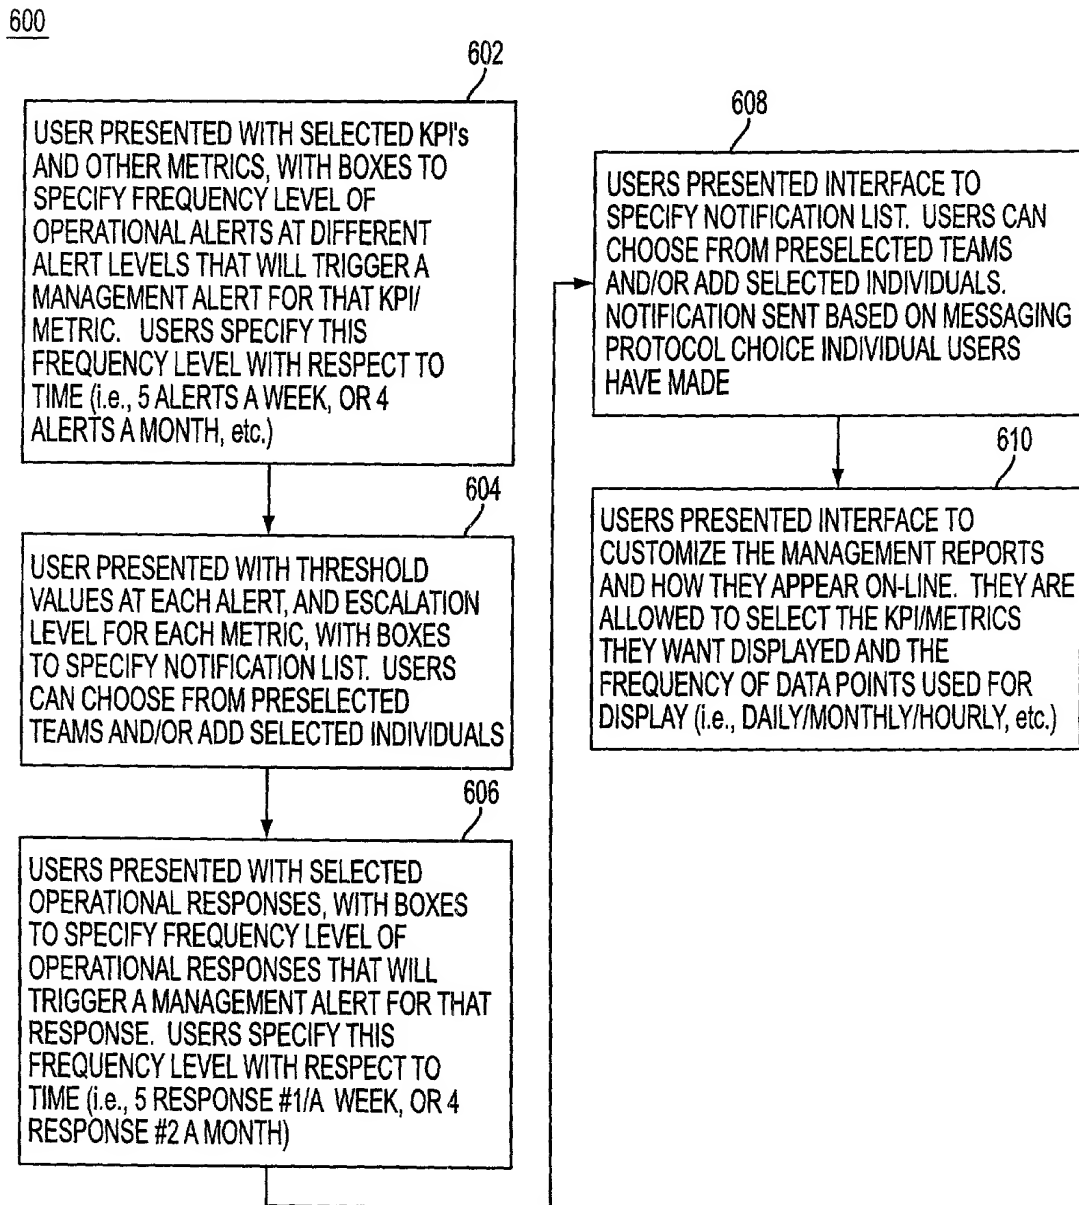 600
602
USER PRESENTED WITH SELECTED KPI's
AND OTHER METRICS, WITH BOXES TO
SPECIFY FREQUENCY LEVEL OF
OPERATIONAL ALERTS AT DIFFERENT
ALERT LEVELS THAT WILL TRIGGER A
MANAGEMENT ALERT FOR THAT KPI/
METRIC. USERS SPECIFY THIS
FREQUENCY LEVEL WITH RESPECT TO
TIME (i.e., 5 ALERTS A WEEK, OR 4
ALERTS A MONTH, etc.)
604
USER PRESENTED WITH THRESHOLD
VALUES AT EACH ALERT, AND ESCALATION
LEVEL FOR EACH METRIC, WITH BOXES
TO SPECIFY NOTIFICATION LIST. USERS
CAN CHOOSE FROM PRESELECTED
TEAMS AND/OR ADD SELECTED INDIVIDUALS
606
USERS PRESENTED WITH SELECTED
OPERATIONAL RESPONSES, WITH BOXES
TO SPECIFY FREQUENCY LEVEL OF
OPERATIONAL RESPONSES THAT WILL
TRIGGER A MANAGEMENT ALERT FOR THAT
RESPONSE. USERS SPECIFY THIS
FREQUENCY LEVEL WITH RESPECT TO
TIME (i.e., 5 RESPONSE #1/A WEEK, OR 4
RESPONSE #2 A MONTH)
608
USERS PRESENTED INTERFACE TO
SPECIFY NOTIFICATION LIST. USERS CAN
CHOOSE FROM PRESELECTED TEAMS
AND/OR ADD SELECTED INDIVIDUALS.
NOTIFICATION SENT BASED ON MESSAGING
PROTOCOL CHOICE INDIVIDUAL USERS
HAVE MADE
610
USERS PRESENTED INTERFACE TO
CUSTOMIZE THE MANAGEMENT REPORTS
AND HOW THEY APPEAR ON-LINE. THEY ARE
ALLOWED TO SELECT THE KPI/METRICS
THEY WANT DISPLAYED AND THE
FREQUENCY OF DATA POINTS USED FOR
DISPLAY (i.e., DAILY/MONTHLY/HOURLY, etc.)